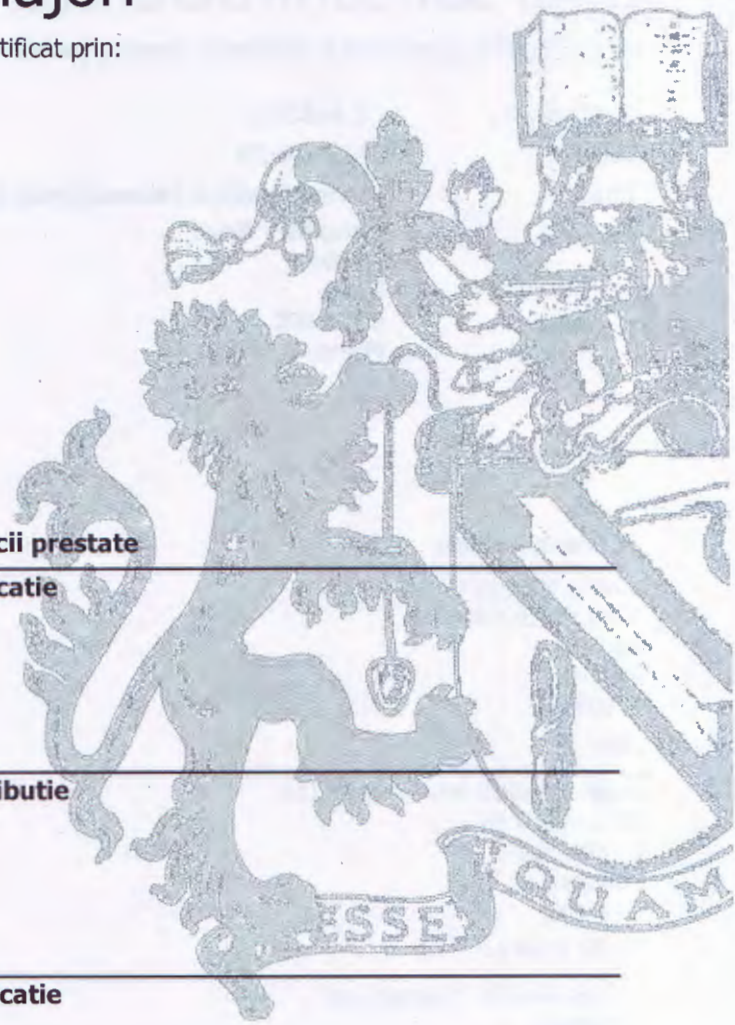 tificat prin:
cii prestate
catie
ibutie
ESSE
QUAM
catie